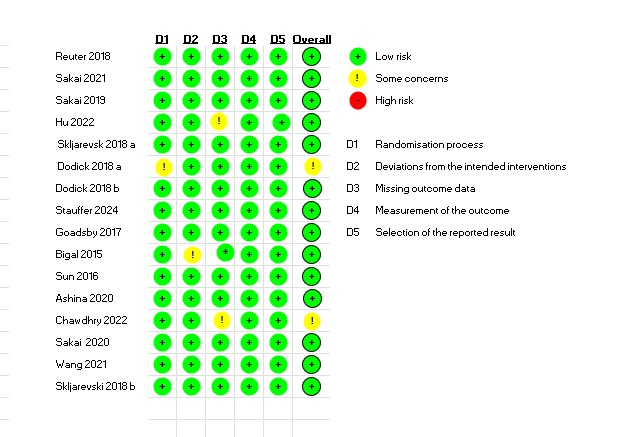 D1 D2 D3 D4 D5 Overall
Reuter 2018 + + + + + + + Low risk
Sakai 2021 + + + + + + ! Some concerns
Sakai 2019 + + + + + + - High risk
Hu 2022 + + ! + + +
Skljarevsk 2018 a + + + + + + D1 Randomisation process
Dodick 2018 a ! + + + + ! D2 Deviations from the intended interventions
Dodick 2018 b + + + + + + D3 Missing outcome data
Stauffer 2024 + + + + + + D4 Measurement of the outcome
Goadsby 2017 + + + + + + D5 Selection of the reported result
Bigal 2015 + ! + + + +
Sun 2016 + + + + + +
Ashina 2020 + + + + + +
Chawdhry 2022 + + ! + + !
Sakai 2020 + + + + + +
Wang 2021 + + + + + +
Skljarevski 2018 b + + + + + +